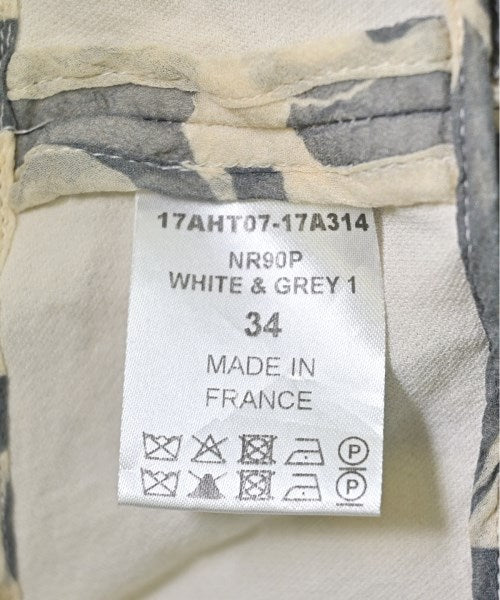 17AHT07-17A314
NR90P
WHITE & GREY 1
34
MADE IN
FRANCE
P
P